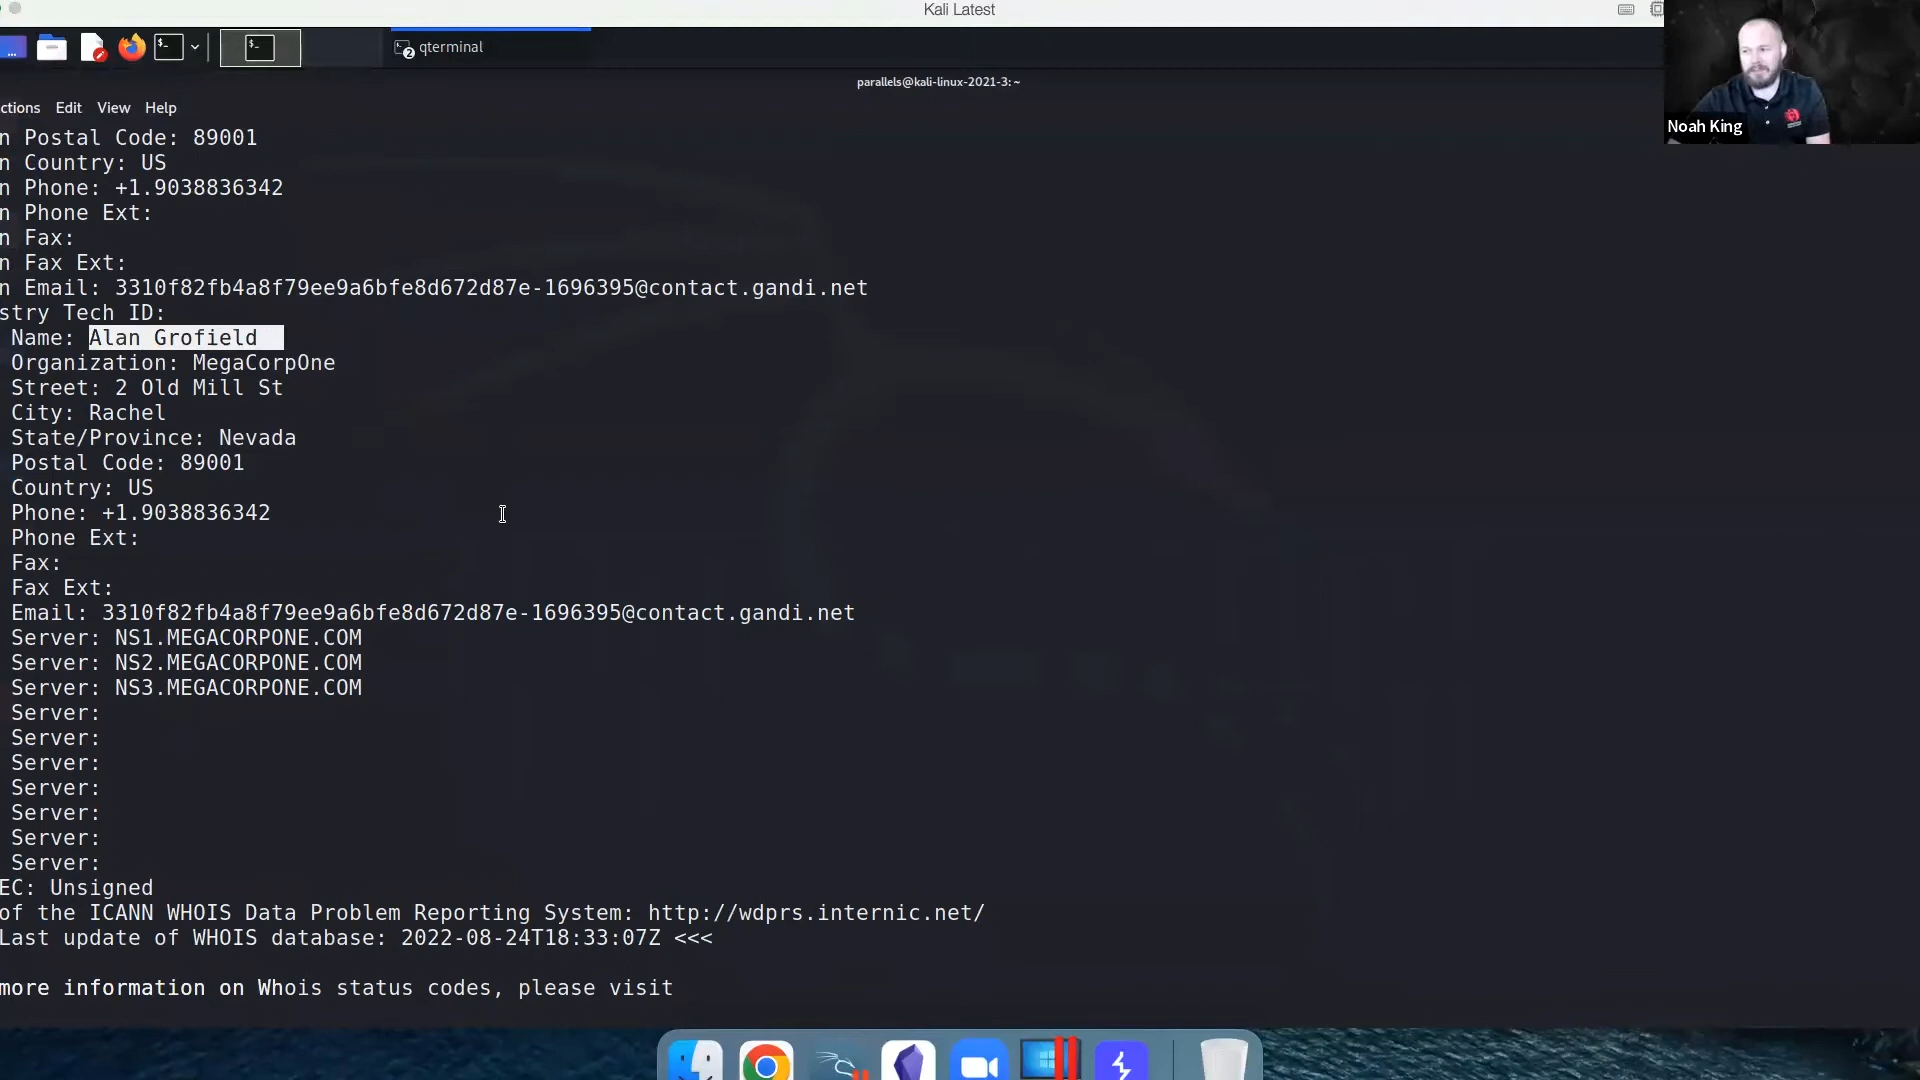 Kali Latest
qterminal
parallels@kali-linux-2021-3: ~
ctions Edit View Help
Noah King
n Postal Code: 89001
n Country: US
n Phone: +1.9038836342
n Phone Ext:
n Fax:
n Fax Ext:
n Email: 3310f82fb4a8f79ee9a6bfe8d672d87e-1696395@contact.gandi.net
stry Tech ID:
Name: Alan Grofield
Organization: MegaCorpOne
Street: 2 Old Mill St
City: Rachel
State/Province: Nevada
Postal Code: 89001
Country: US
Phone: +1.9038836342
Phone Ext:
Fax:
Fax Ext:
Email: 3310f82fb4a8f79ee9a6bfe8d672d87e-1696395@contact.gandi.net
Server: NS1.MEGACORPONE.COM
Server: NS2.MEGACORPONE.COM
Server: NS3.MEGACORPONE.COM
Server:
Server:
Server:
Server:
Server:
Server:
Server:
EC: Unsigned
of the ICANN WHOIS Data Problem Reporting System: http://wdprs.internic.net/
Last update of WHOIS database: 2022-08-24T18:33:07Z <<<
more information on Whois status codes, please visit